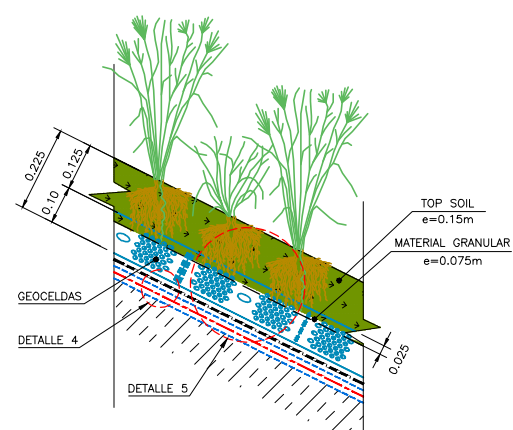 0.225
0.125
0.10
TOP SOIL
e=0.15m
MATERIAL GRANULAR
e=0.075m
GEOCELDAS
DETALLE 4
DETALLE 5
0.025